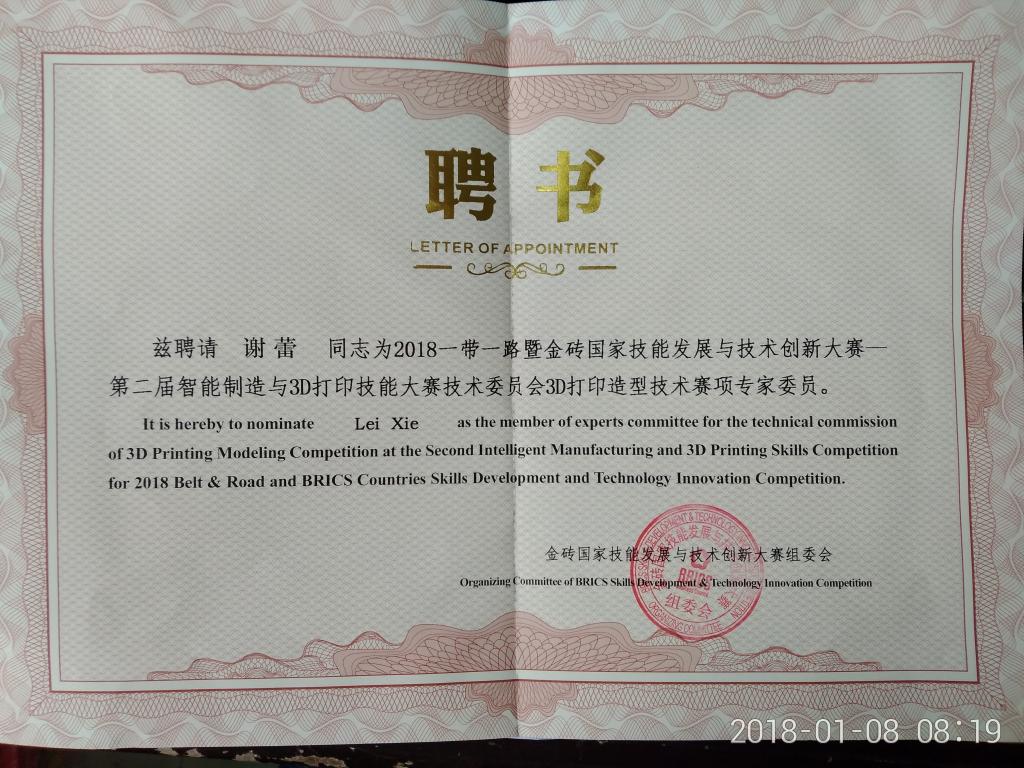 聘书
LETTER OF APPOINTMENT
兹聘请 谢蕾 同志为2018一带一路暨金砖国家技能发展与技术创新大赛—
第二届智能制造与3D打印技能大赛技术委员会3D打印造型技术赛项专家委员。
It is hereby to nominate Lei Xie as the member of experts committee for the technical commission
of 3D Printing Modeling Competition at the Second Intelligent Manufacturing and 3D Printing Skills Competition
for 2018 Belt & Road and BRICS Countries Skills Development and Technology Innovation Competition.
金砖国家技能发展与技术创新大赛组委会
Organizing Committee of BRICS Skills Development & Technology Innovation Competition
BRICS
组委会
ORGANIZING COMMITTEE
2018-01-08 08:19